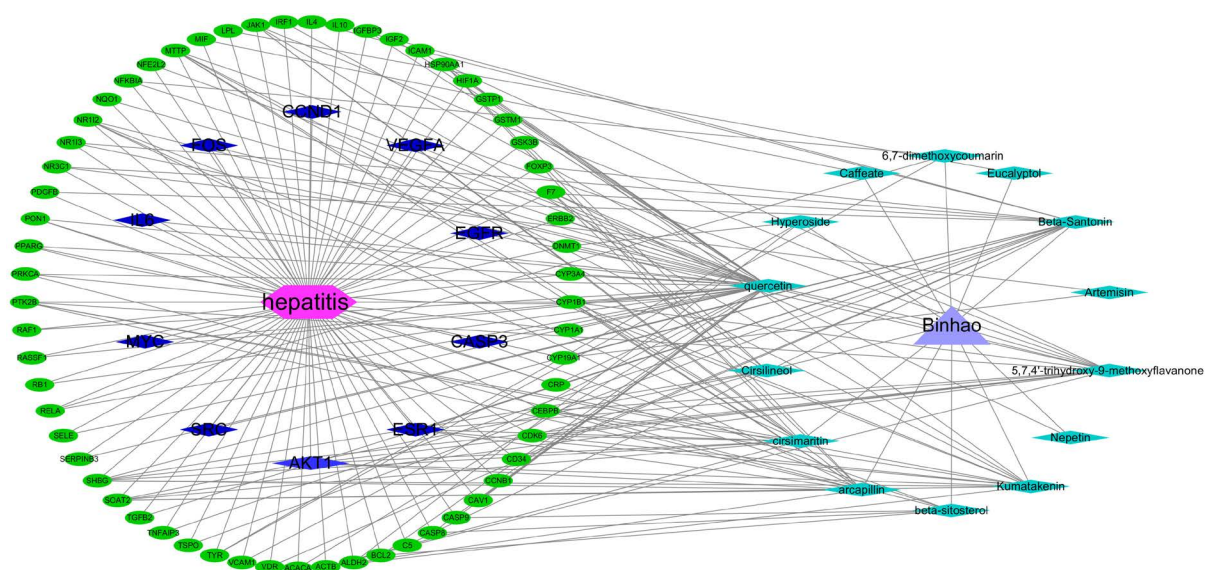 IL4
IRF1
IL10
JAK1
IGFBP3
LPL
IGF2
MIF
ICAM1
MTTP
HSP90AA1
NFE2L2
HIF1A
NFKBIA
GSTP1
NQO1
GSTM1
NR1I2
GSK3B
NR1I3
FOXP3
NR3C1
F7
PDGFB
ERBB2
PON1
DNMT1
PPARG
CYP3A4
PRKCA
CYP1B1
PTK2B
CYP1A1
RAF1
CYP19A1
RASSF1
CRP
RB1
CEBPB
RELA
CDK6
SELE
CD34
SERPINB3
CCNB1
SHBG
CAV1
SOAT2
CASP9
TGFB2
CASP8
TNFAIP3
C5
TSPO
BCL2
TYR
ALDH2
VCAM1
ACTB
VDR
ACACA
CCND1
FOS
VEGFA
IL6
EGFR
hepatitis
MYC
CASP3
SRC
ESR1
AKT1
6,7-dimethoxycoumarin
Caffeate
Eucalyptol
Hyperoside
Beta-Santonin
quercetin
Artemisin
Binhao
Cirsilineol
5,7,4'-trihydroxy-9-methoxyflavanone
cirsimaritin
Nepetin
arcapillin
Kumatakenin
beta-sitosterol